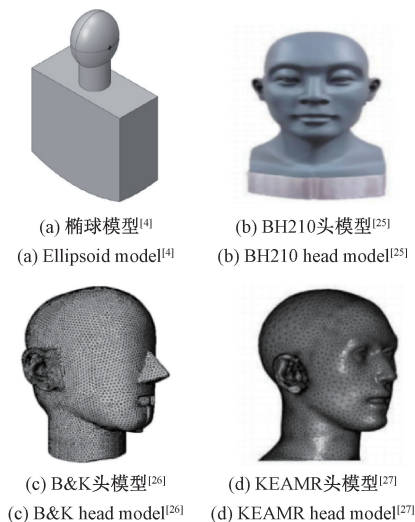 (a) 椭球模型[4]
(b) BH210头模型[25]
(a) Ellipsoid model[4]
(b) BH210 head model[25]
(c) B&K头模型[26]
(d) KEAMR头模型[27]
(c) B&K head model[26]
(d) KEAMR head model[27]